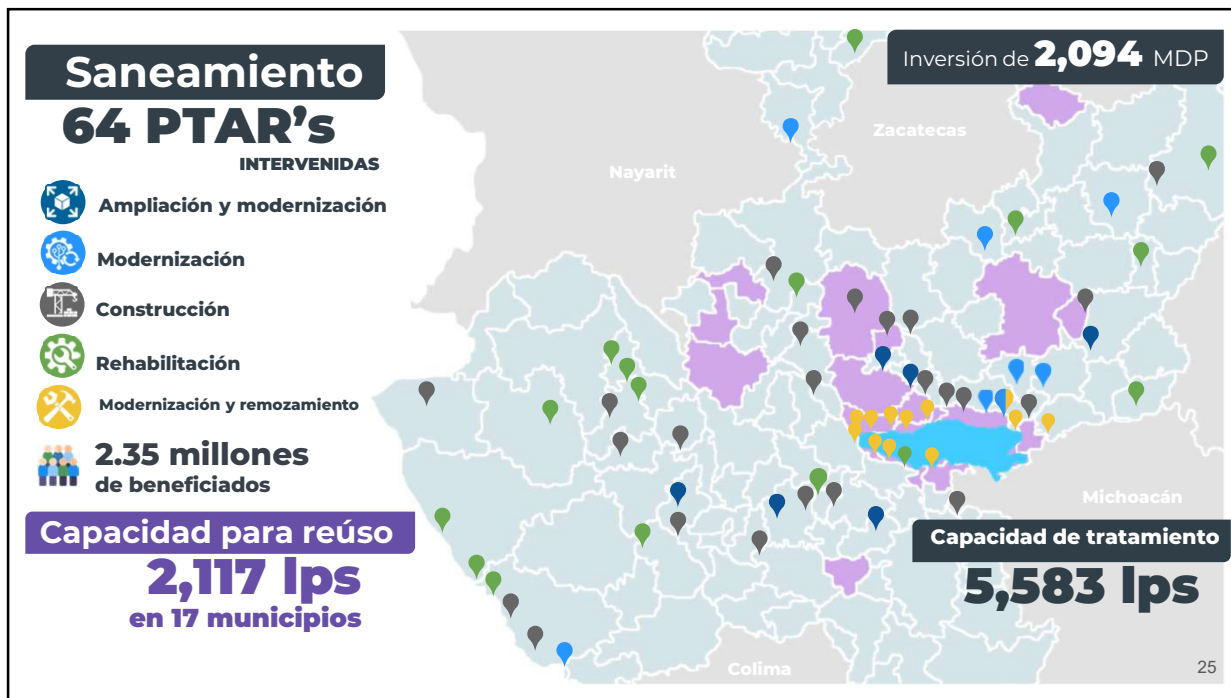 Saneamiento
64 PTAR’s
INTERVENIDAS
Ampliación y modernización
Modernización
Construcción
Rehabilitación
Modernización y remozamiento
2.35 millones
de beneficiados
Capacidad para reúso
2,117 lps
en 17 municipios
Inversión de 2,094 MDP
Zacatecas
Nayarit
Michoacán
Capacidad de tratamiento
5,583 lps
Colima
25